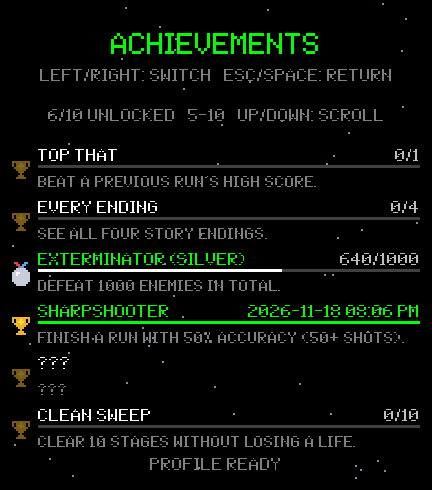 ACHIEVEMENTS
LEFT/RIGHT: SWITCH ESC/SPACE: RETURN
6/10 UNLOCKED 5-10 UP/DOWN: SCROLL
TOP THAT 0/1
BEAT A PREVIOUS RUN'S HIGH SCORE.
EVERY ENDING 0/4
SEE ALL FOUR STORY ENDINGS.
EXTERMINATOR (SILVER) 640/1000
DEFEAT 1000 ENEMIES IN TOTAL.
SHARPSHOOTER 2026-11-18 08:06 PM
FINISH A RUN WITH 50% ACCURACY (50+ SHOTS).
???
???
CLEAN SWEEP 0/10
CLEAR 10 STAGES WITHOUT LOSING A LIFE.
PROFILE READY